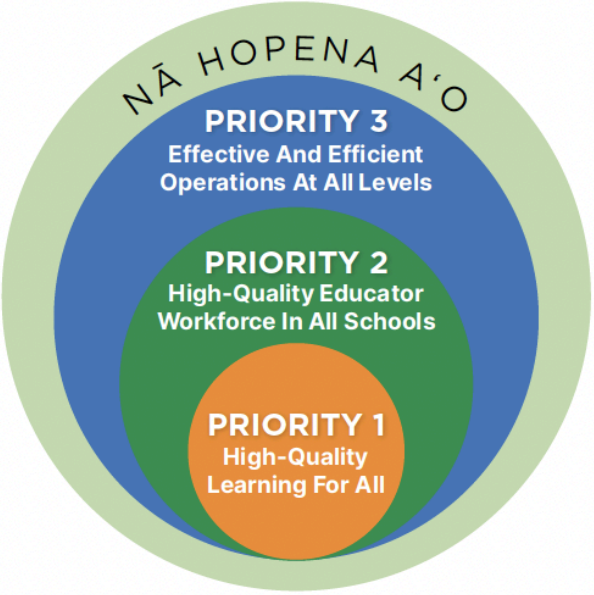 NĀ HOPENA AʻO
PRIORITY 3
Effective And Efficient
Operations At All Levels
PRIORITY 2
High-Quality Educator
Workforce In All Schools
PRIORITY 1
High-Quality
Learning For All